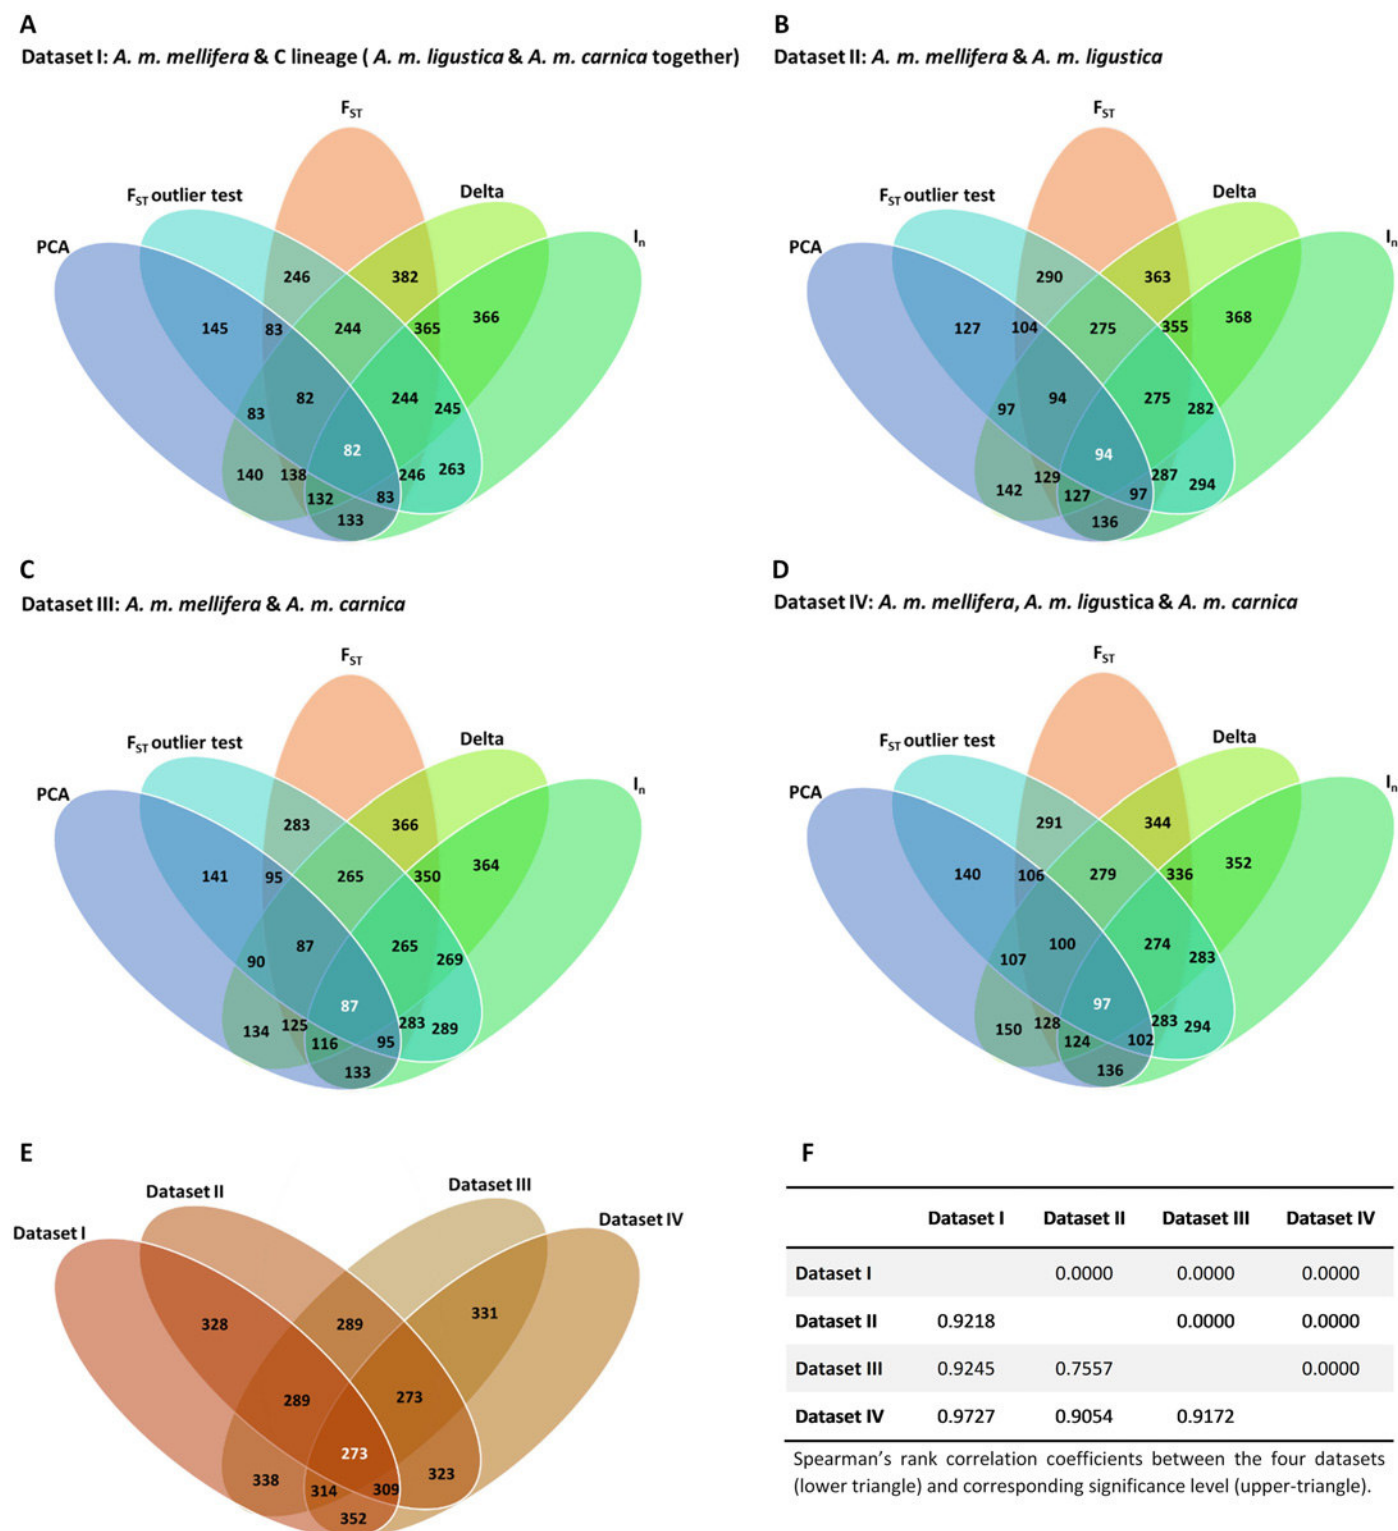 A
Dataset I: A. m. mellifera & C lineage ( A. m. ligustica & A. m. carnica together)
FST
FST outlier test
Delta
PCA
In
246
382
145
83
244
365
366
83
82
244
245
82
140
138
246
263
132
83
133
B
Dataset II: A. m. mellifera & A. m. ligustica
FST
FST outlier test
Delta
PCA
In
290
363
127
104
275
355
368
97
94
275
282
94
142
129
287
294
127
97
136
C
Dataset III: A. m. mellifera & A. m. carnica
FST
FST outlier test
Delta
PCA
In
283
366
141
95
265
350
364
90
87
265
269
87
134
125
283
289
116
95
133
D
Dataset IV: A. m. mellifera, A. m. ligustica & A. m. carnica
FST
FST outlier test
Delta
PCA
In
291
344
140
106
279
336
352
107
100
274
283
97
150
128
283
294
124
102
136
E
Dataset II
Dataset III
Dataset I
Dataset IV
328
289
331
289
273
273
338
314
309
323
352
F
Dataset I Dataset II Dataset III Dataset IV
Dataset I 0.0000 0.0000 0.0000
Dataset II 0.9218 0.0000 0.0000
Dataset III 0.9245 0.7557 0.0000
Dataset IV 0.9727 0.9054 0.9172
Spearman's rank correlation coefficients between the four datasets
(lower triangle) and corresponding significance level (upper-triangle).